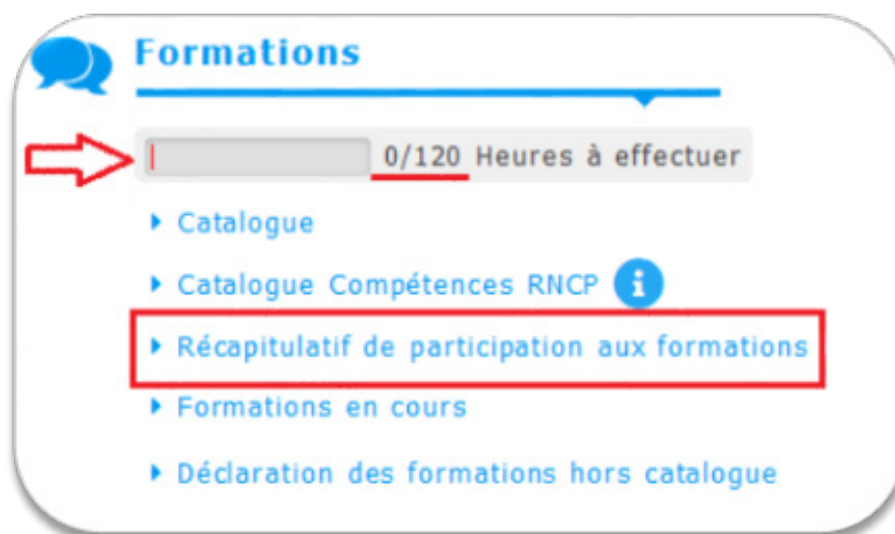 Formations
0/120 Heures à effectuer
Catalogue
Catalogue Compétences RNCP i
Récapitulatif de participation aux formations
Formations en cours
Déclaration des formations hors catalogue